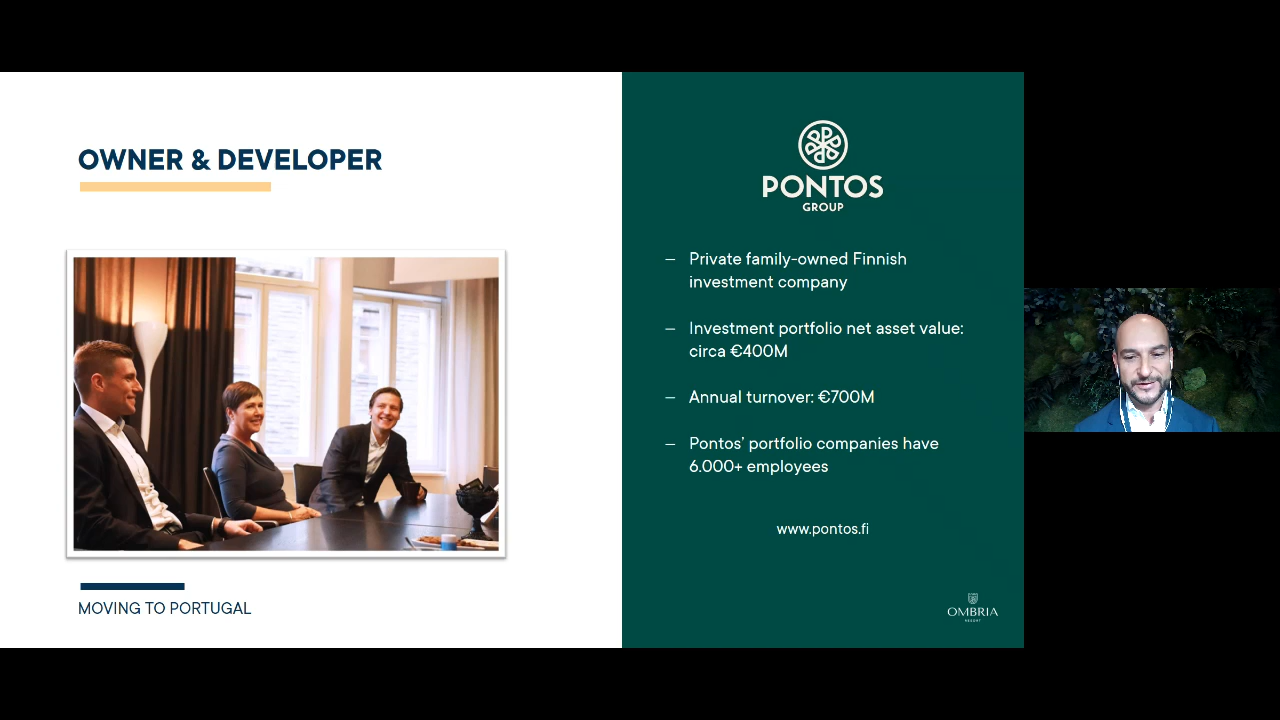 OWNER & DEVELOPER
MOVING TO PORTUGAL
PONTOS
GROUP
– Private family-owned Finnish
investment company
– Investment portfolio net asset value:
circa €400M
– Annual turnover: €700M
– Pontos’ portfolio companies have
6.000+ employees
www.pontos.fi
OMBRIA
RESORT